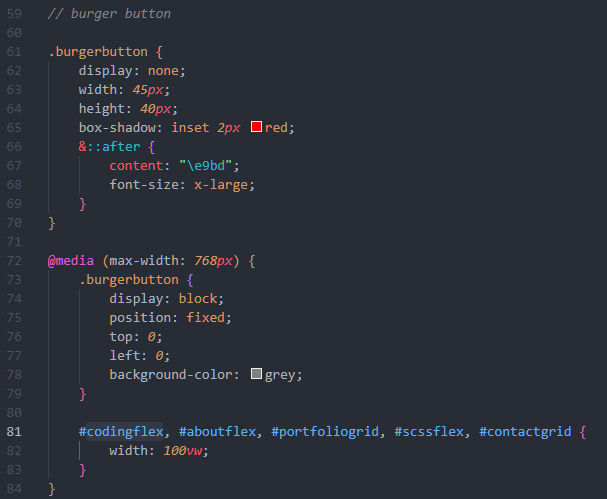 59 // burger button
60
61 .burgerbutton {
62 display: none;
63 width: 45px;
64 height: 40px;
65 box-shadow: inset 2px red;
66 &::after {
67 content: "\e9bd";
68 font-size: x-large;
69 }
70 }
71
72 @media (max-width: 768px) {
73 .burgerbutton {
74 display: block;
75 position: fixed;
76 top: 0;
77 left: 0;
78 background-color: grey;
79 }
80
81 #codingflex, #aboutflex, #portfoliogrid, #scssflex, #contactgrid {
82 width: 100vw;
83 }
84 }